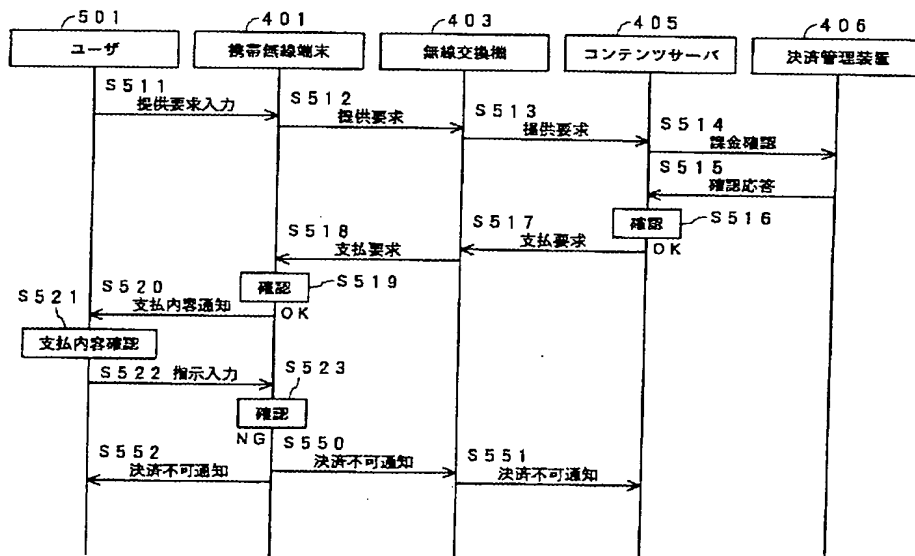 501 401 403 405 406
ユーザ 携帯無線端末 無線交換機 コンテンツサーバ 決済管理装置
S511
提供要求入力
S512
提供要求
S513
提供要求
S514
課金確認
S515
確認応答
確認 S516
OK
S517
支払要求
S518
支払要求
確認 S519
OK
S520
支払内容通知
S521
支払内容確認
S522 指示入力
S523
確認
NG
S550
決済不可通知
S551
決済不可通知
S552
決済不可通知